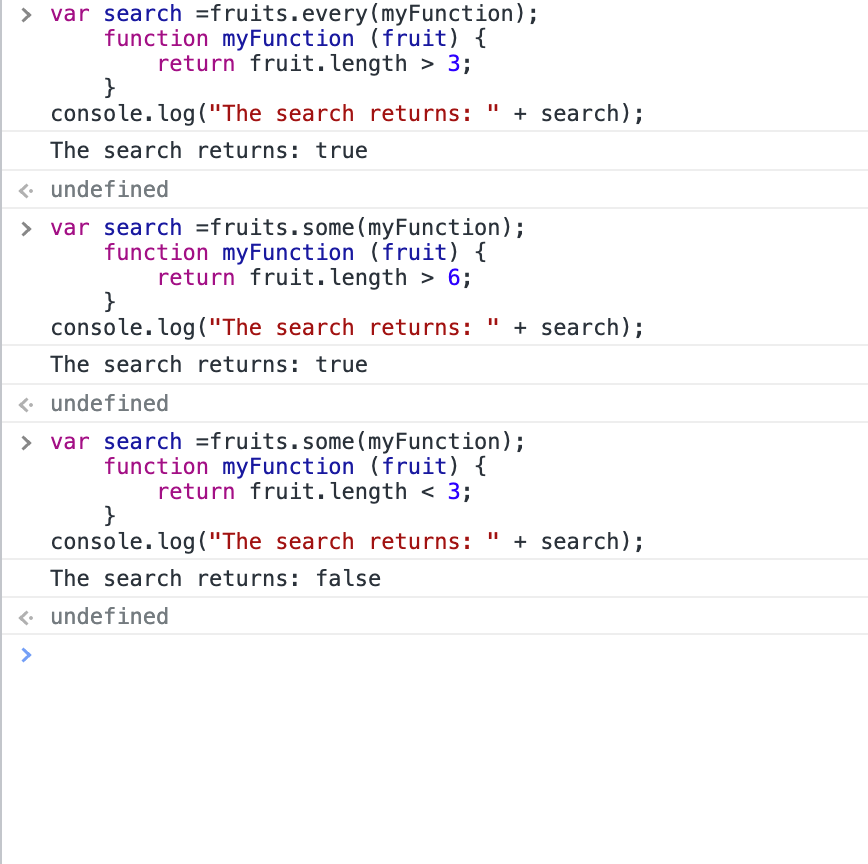 > var search =fruits.every(myFunction);
function myFunction (fruit) {
return fruit.length > 3;
}
console.log("The search returns: " + search);
The search returns: true
undefined
> var search =fruits.some(myFunction);
function myFunction (fruit) {
return fruit.length > 6;
}
console.log("The search returns: " + search);
The search returns: true
undefined
> var search =fruits.some(myFunction);
function myFunction (fruit) {
return fruit.length < 3;
}
console.log("The search returns: " + search);
The search returns: false
undefined
>